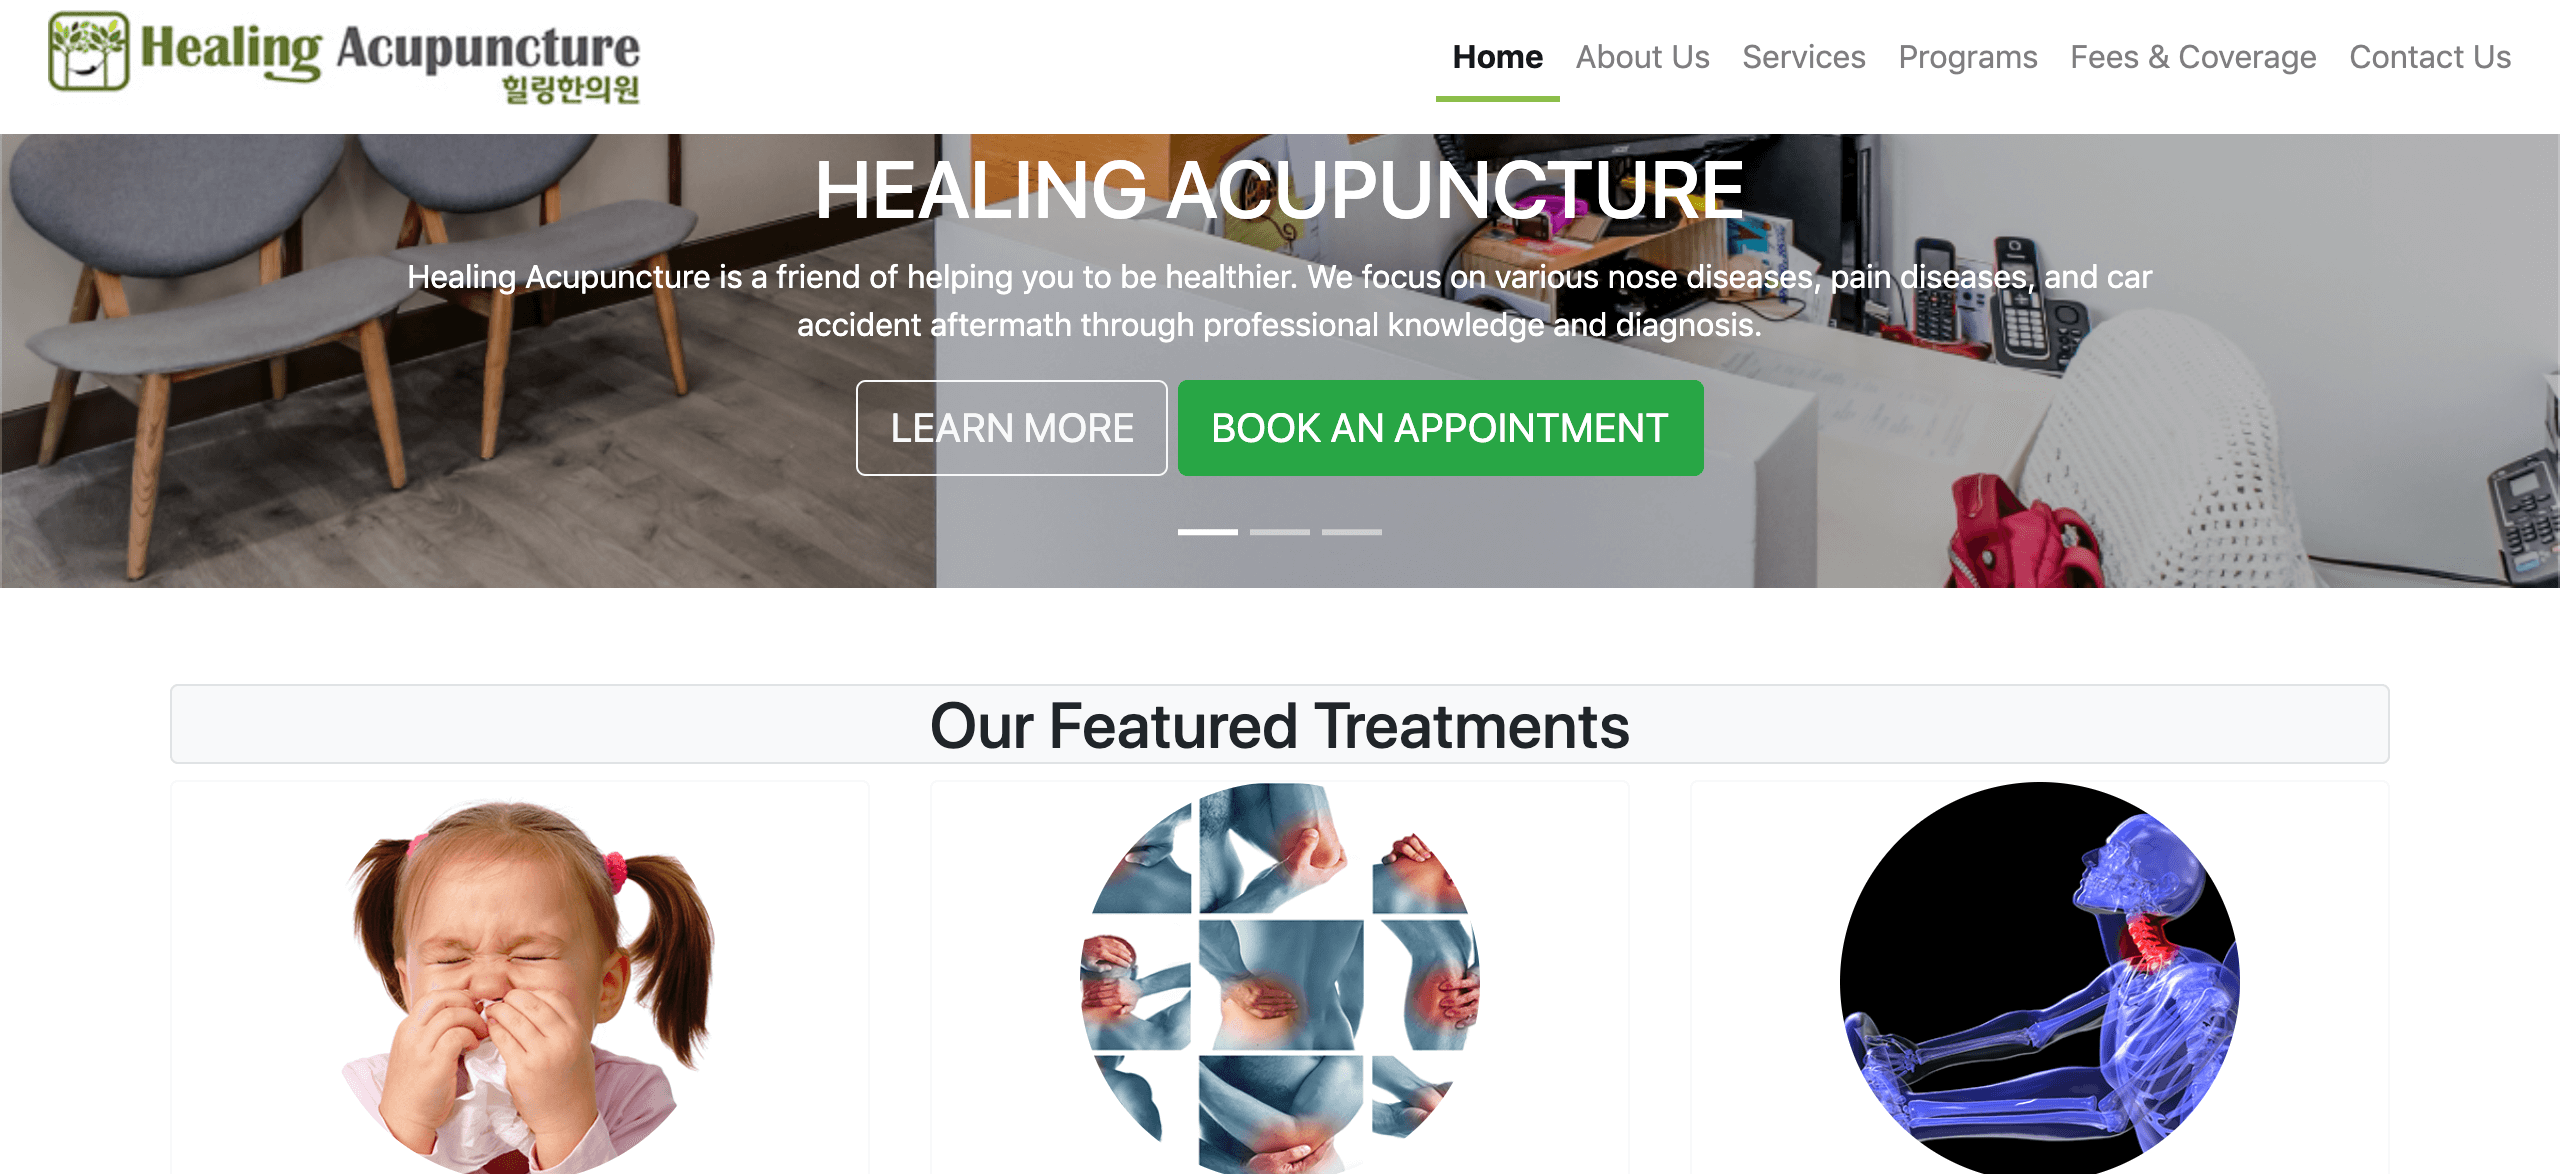 Healing Acupuncture
힐링한의원
Home About Us Services Programs Fees & Coverage Contact Us
HEALING ACUPUNCTURE
Healing Acupuncture is a friend of helping you to be healthier. We focus on various nose diseases, pain diseases, and car
accident aftermath through professional knowledge and diagnosis.
LEARN MORE
BOOK AN APPOINTMENT
Our Featured Treatments